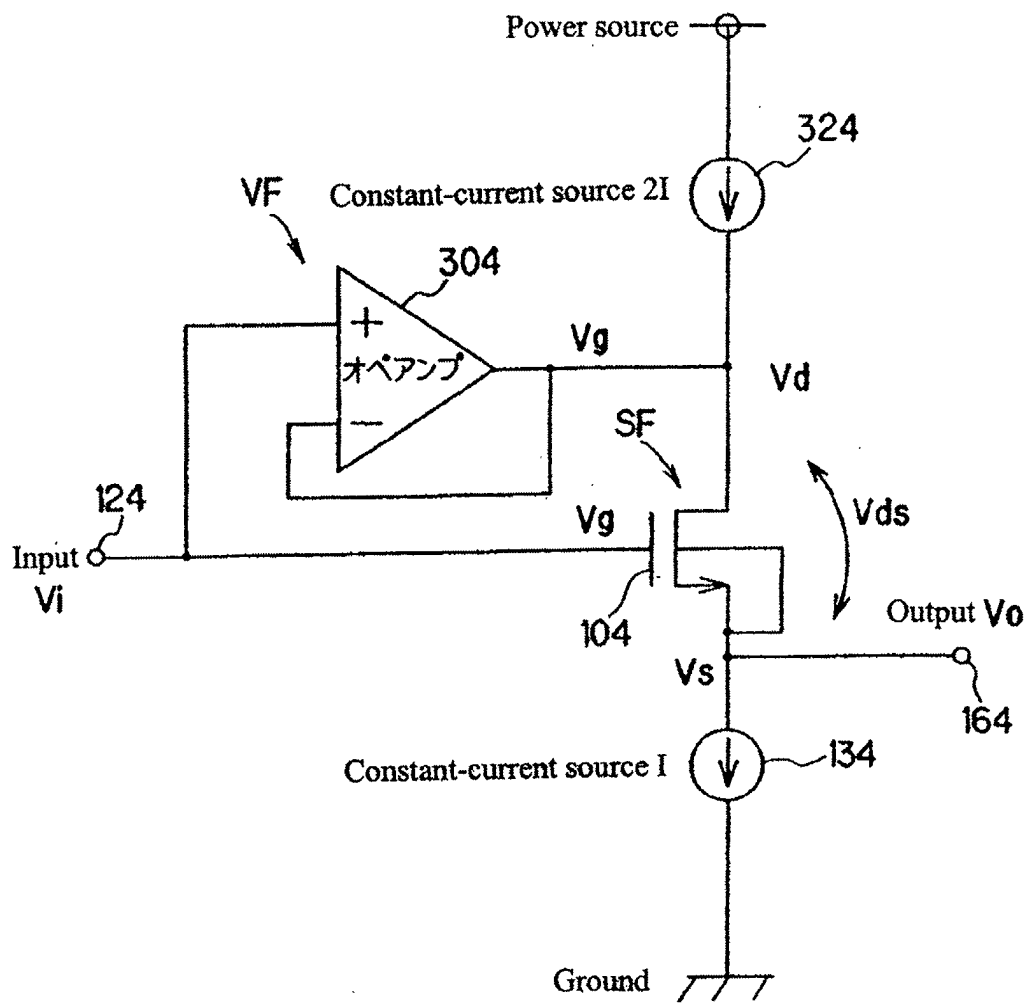 Power source
324
Constant-current source 2I
VF
304
+
オペアンプ
−
Vg
Vd
SF
Vds
124
Vg
Input
Vi
104
Output Vo
Vs
164
Constant-current source I
134
Ground